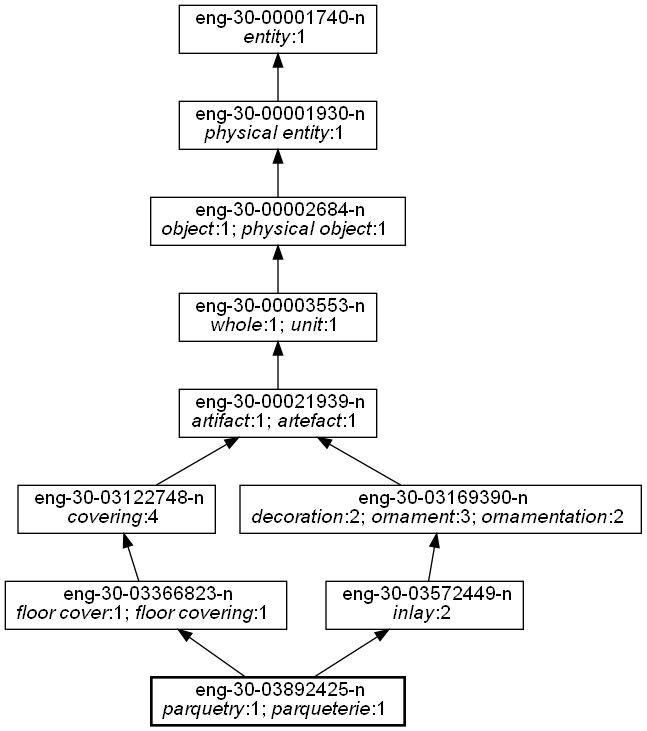 eng-30-00001740-n
entity:1
eng-30-00001930-n
physical entity:1
eng-30-00002684-n
object:1; physical object:1
eng-30-00003553-n
whole:1; unit:1
eng-30-00021939-n
artifact:1; artefact:1
eng-30-03122748-n
covering:4
eng-30-03169390-n
decoration:2; ornament:3; ornamentation:2
eng-30-03366823-n
floor cover:1; floor covering:1
eng-30-03572449-n
inlay:2
eng-30-03892425-n
parquetry:1; parqueterie:1